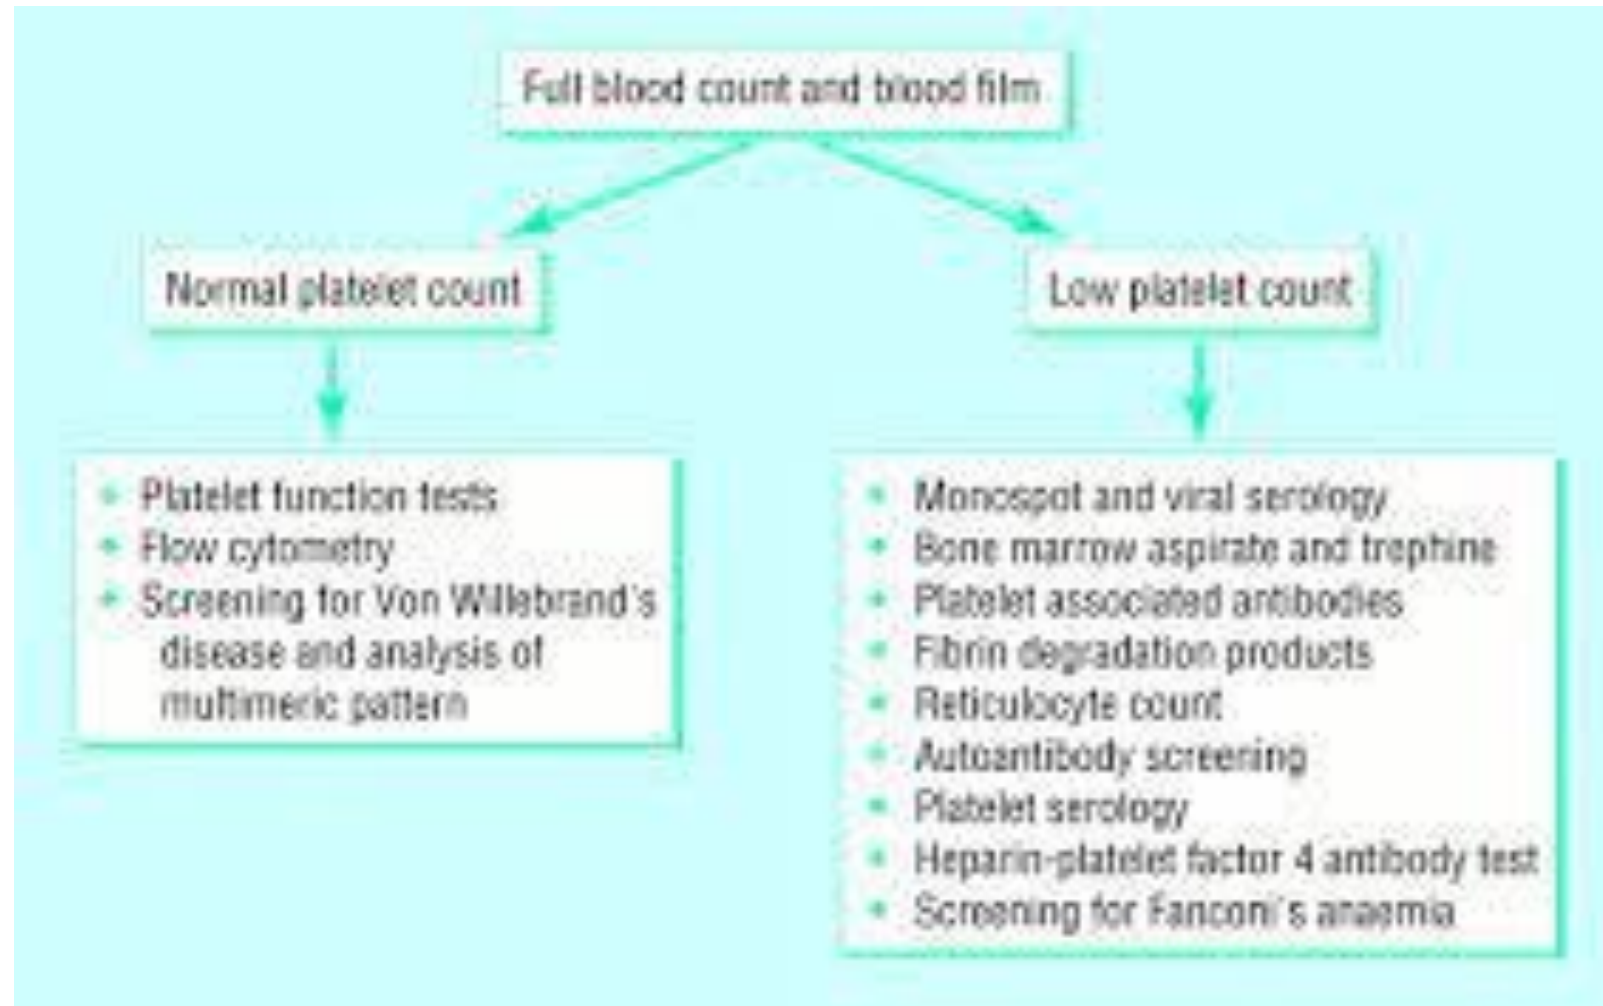 Full blood count and blood film
Normal platelet count
Low platelet count
Platelet function tests
Flow cytometry
Screening for Von Willebrand's
disease and analysis of
multimeric pattern
Monospot and viral serology
Bone marrow aspirate and trephine
Platelet associated antibodies
Fibrin degradation products
Reticulocyte count
Autoantibody screening
Platelet serology
Heparin-platelet factor 4 antibody test
Screening for Fanconi's anaemia